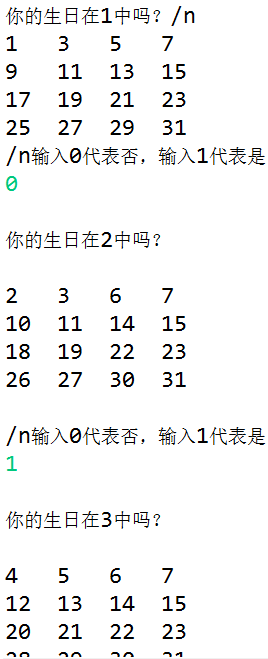 你的生日在1中吗？/n
1 3 5 7
9 11 13 15
17 19 21 23
25 27 29 31
/n输入0代表否，输入1代表是
0
你的生日在2中吗？
2 3 6 7
10 11 14 15
18 19 22 23
26 27 30 31
/n输入0代表否，输入1代表是
1
你的生日在3中吗？
4 5 6 7
12 13 14 15
20 21 22 23
28 29 30 31